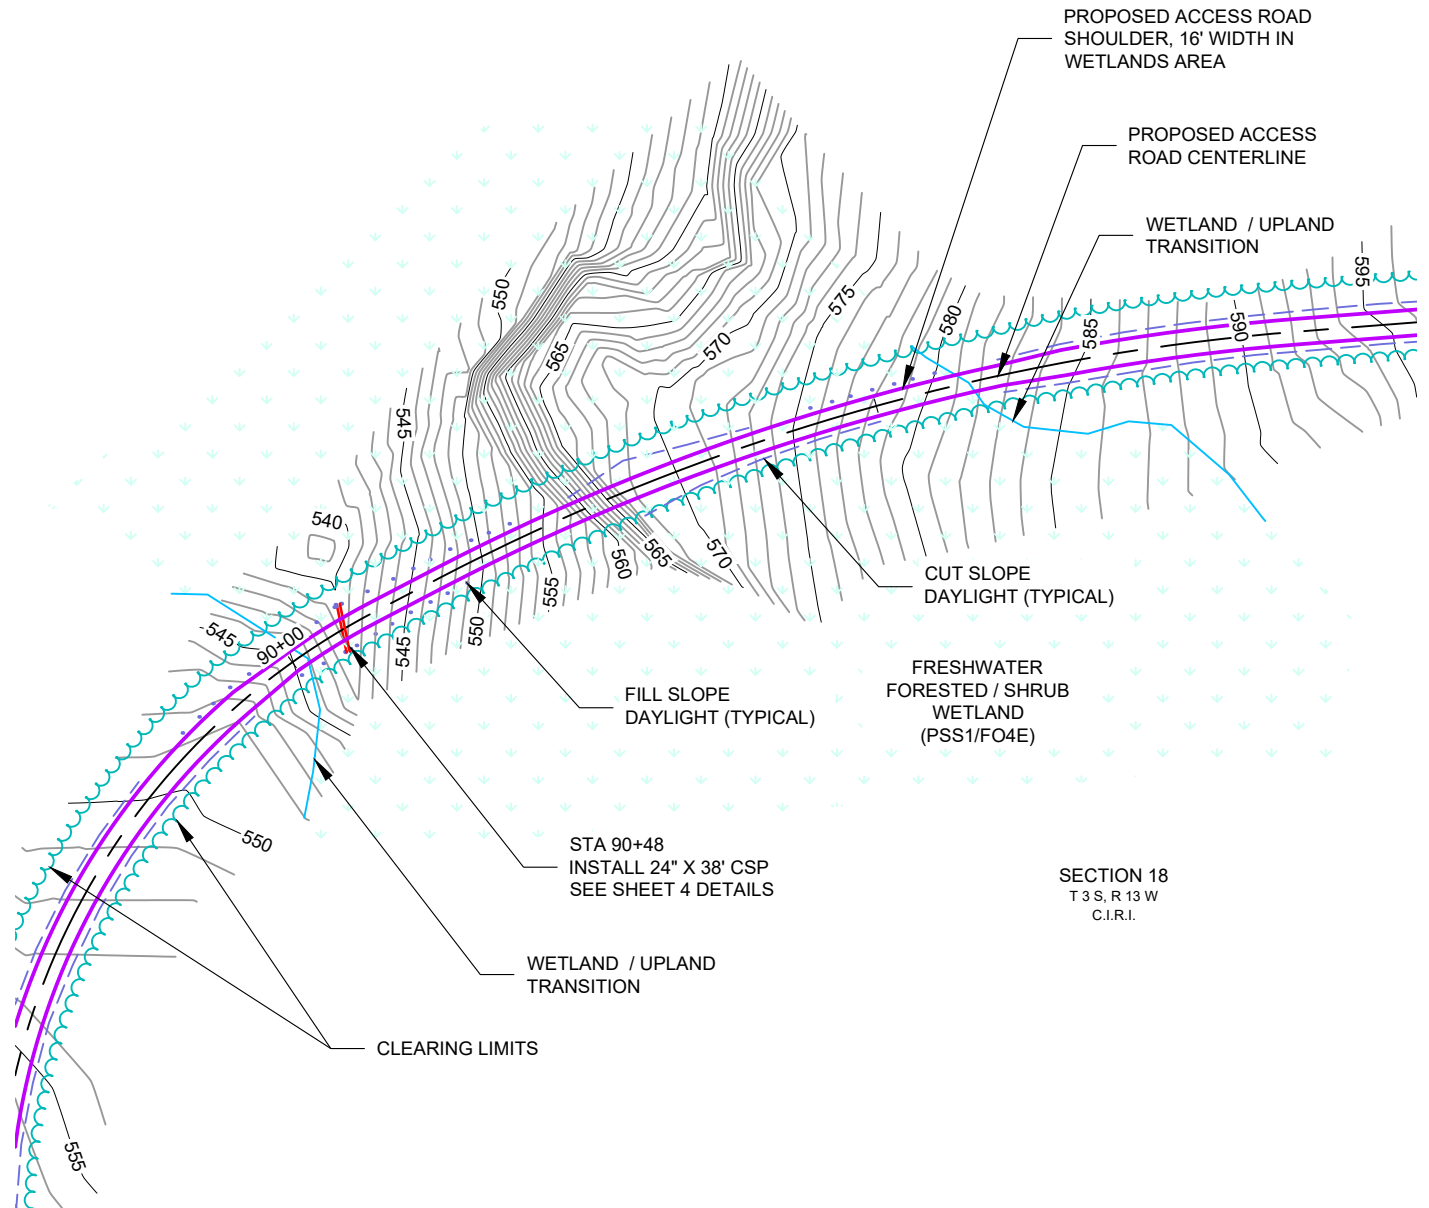 PROPOSED ACCESS ROAD
SHOULDER, 16' WIDTH IN
WETLANDS AREA
PROPOSED ACCESS
ROAD CENTERLINE
WETLAND / UPLAND
TRANSITION
595
550
575
580
585
590
565
570
545
540
565
570
560
555
550
545
545
90+00
CUT SLOPE
DAYLIGHT (TYPICAL)
FILL SLOPE
DAYLIGHT (TYPICAL)
FRESHWATER
FORESTED / SHRUB
WETLAND
(PSS1/FO4E)
550
STA 90+48
INSTALL 24" X 38' CSP
SEE SHEET 4 DETAILS
SECTION 18
T 3 S, R 13 W
C.I.R.I.
WETLAND / UPLAND
TRANSITION
CLEARING LIMITS
555